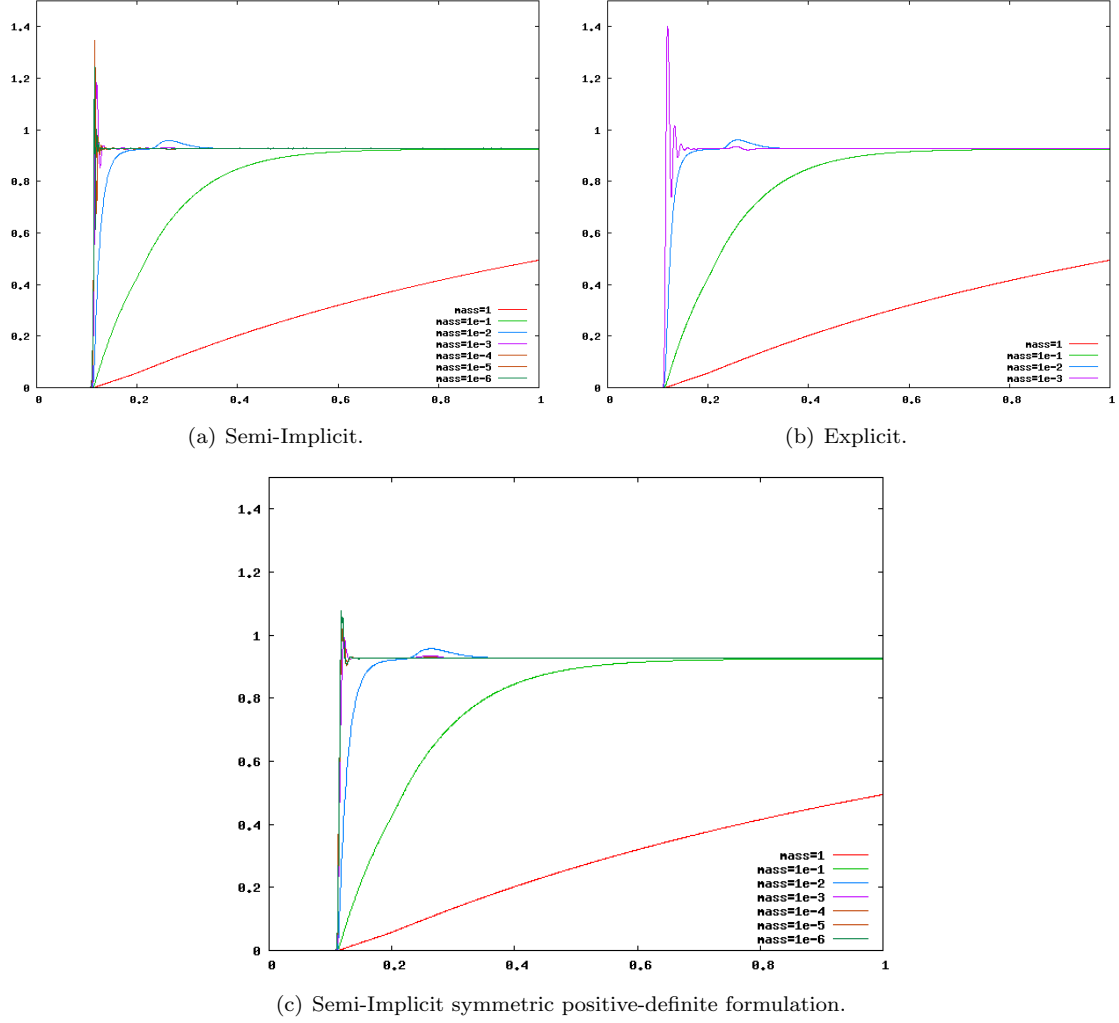 1.4
1.2
1
0.8
0.6
0.4
0.2
0
0 0.2 0.4 0.6 0.8 1
mass=1
mass=1e-1
mass=1e-2
mass=1e-3
mass=1e-4
mass=1e-5
mass=1e-6
(a) Semi-Implicit.
1.4
1.2
1
0.8
0.6
0.4
0.2
0
0 0.2 0.4 0.6 0.8 1
mass=1
mass=1e-1
mass=1e-2
mass=1e-3
(b) Explicit.
1.4
1.2
1
0.8
0.6
0.4
0.2
0
0 0.2 0.4 0.6 0.8 1
mass=1
mass=1e-1
mass=1e-2
mass=1e-3
mass=1e-4
mass=1e-5
mass=1e-6
(c) Semi-Implicit symmetric positive-definite formulation.